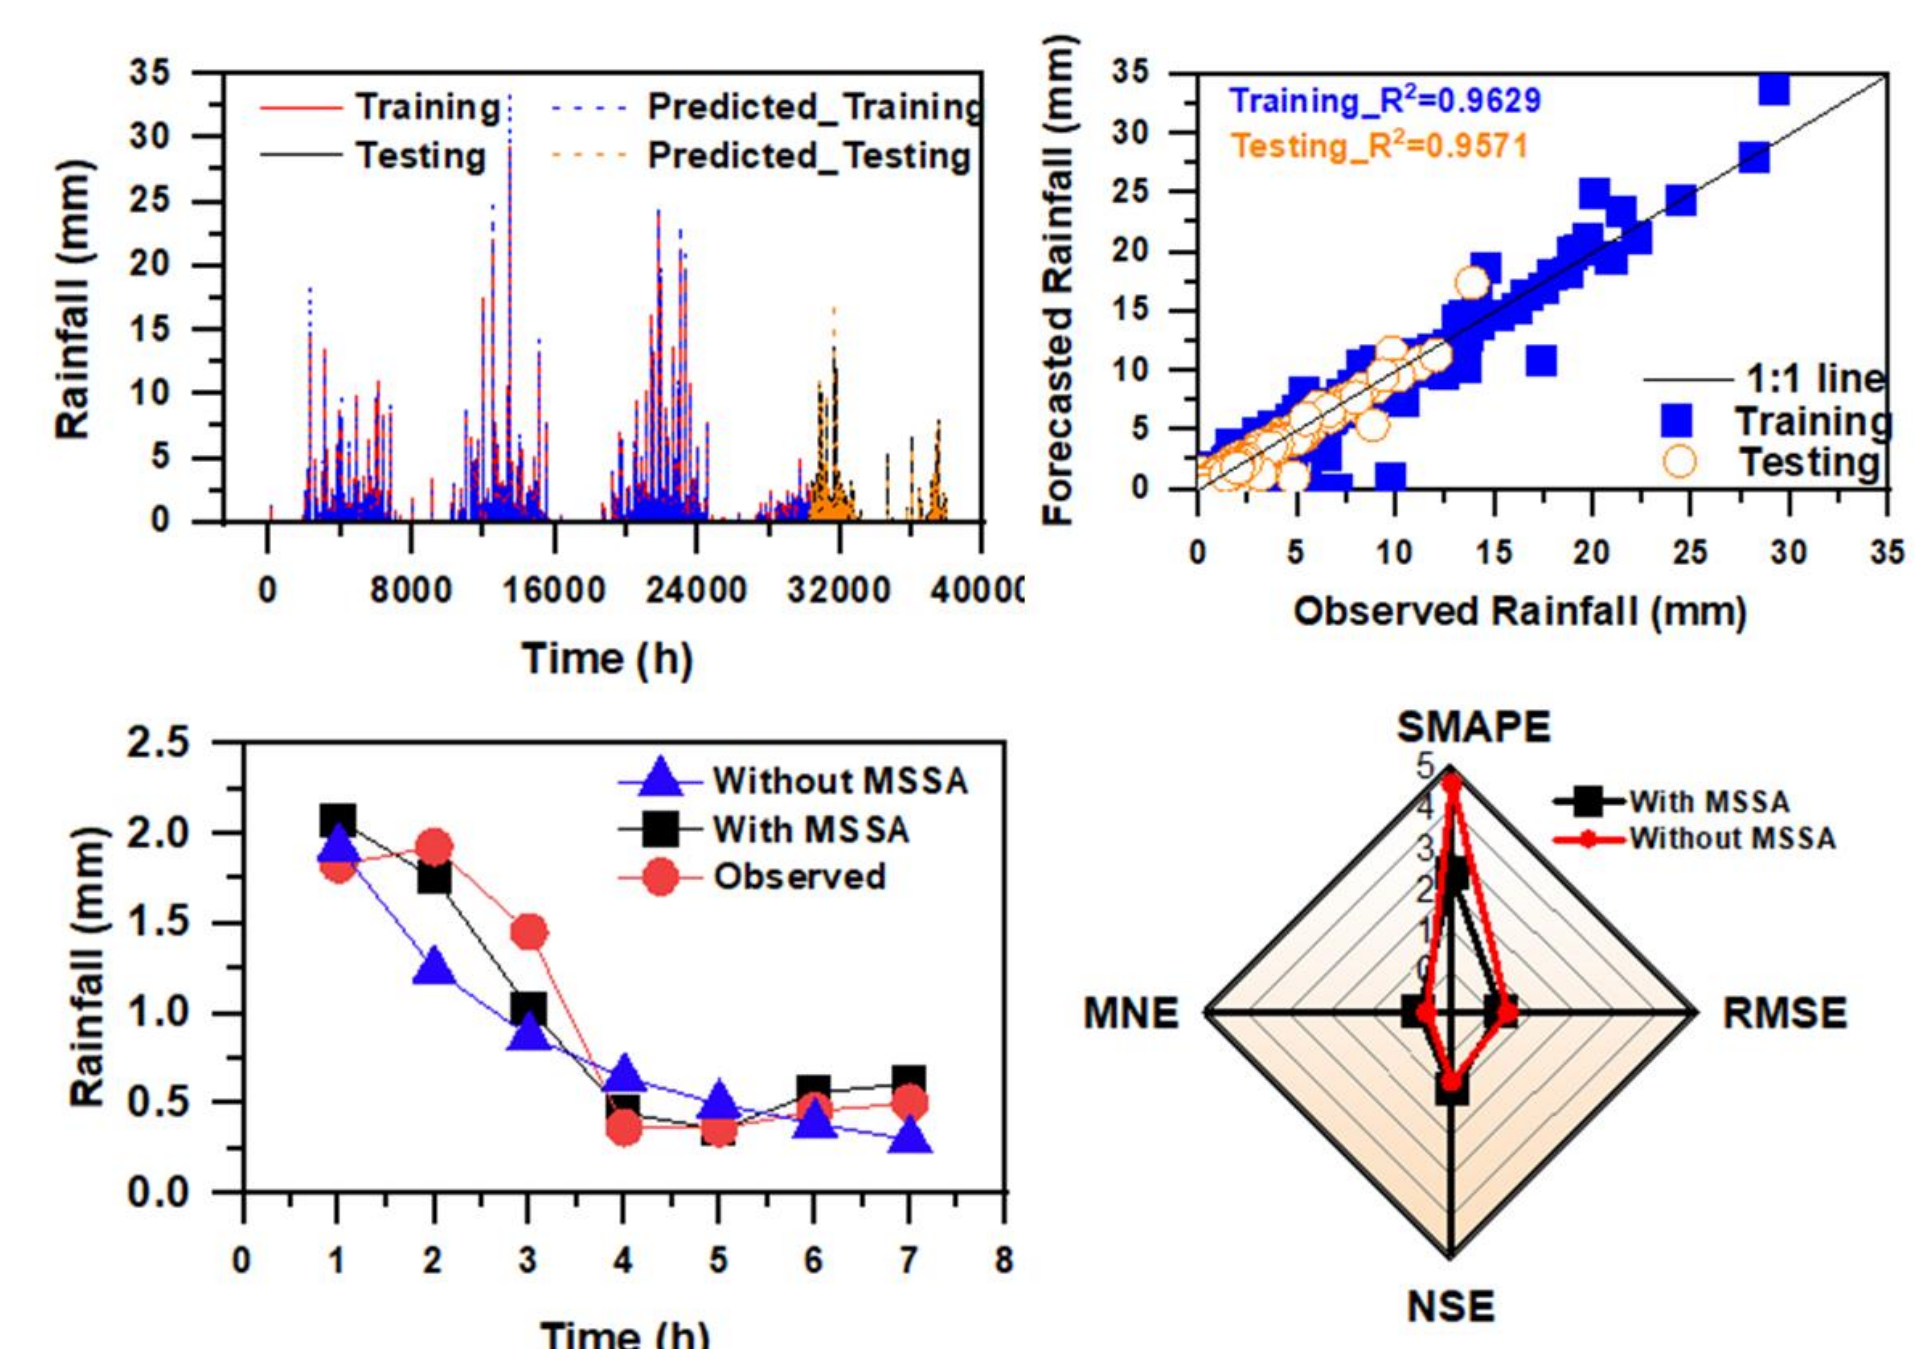 35
30
25
20
15
10
5
0
Rainfall (mm)
Training
Testing
Predicted_Training
Predicted_Testing
0 8000 16000 24000 32000 40000
Time (h)
35
30
25
20
15
10
5
0
Forecasted Rainfall (mm)
Training_R²=0.9629
Testing_R²=0.9571
1:1 line
Training
Testing
0 5 10 15 20 25 30 35
Observed Rainfall (mm)
2.5
2.0
1.5
1.0
0.5
0.0
Rainfall (mm)
Without MSSA
With MSSA
Observed
0 1 2 3 4 5 6 7 8
Time (h)
SMAPE
5
4
3
2
1
0
With MSSA
Without MSSA
MNE
RMSE
NSE